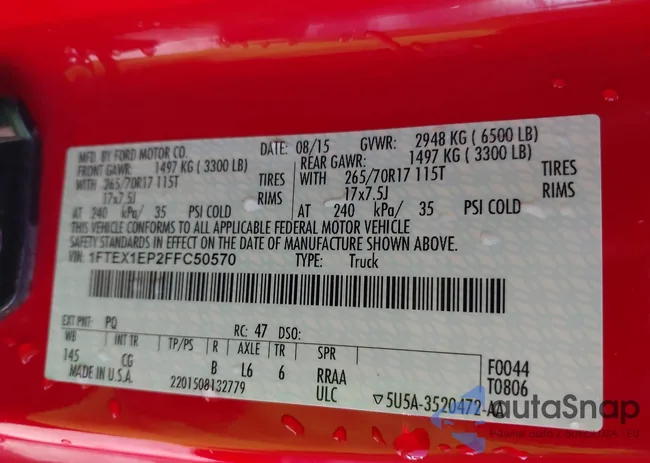 MFD. BY FORD MOTOR CO. DATE: 08/15 GVWR: 2948 KG ( 6500 LB)
FRONT GAWR: 1497 KG ( 3300 LB) REAR GAWR: 1497 KG ( 3300 LB)
WITH 265/70R17 115T TIRES WITH 265/70R17 115T TIRES
17x7.5J RIMS 17x7.5J RIMS
AT 240 kPa/ 35 PSI COLD AT 240 kPa/ 35 PSI COLD
THIS VEHICLE CONFORMS TO ALL APPLICABLE FEDERAL MOTOR VEHICLE
SAFETY STANDARDS IN EFFECT ON THE DATE OF MANUFACTURE SHOWN ABOVE.
VIN: 1FTEX1EP2FFC50570 TYPE: Truck
EXT PNT: PQ RC: 47 DSO:
WB INT TR TP/PS R AXLE TR SPR
145 CG B L6 6 RRAA F0044
MADE IN U.S.A. 2201508132779 ULC T0806
▽5U5A-3520472-AA
autaSnap